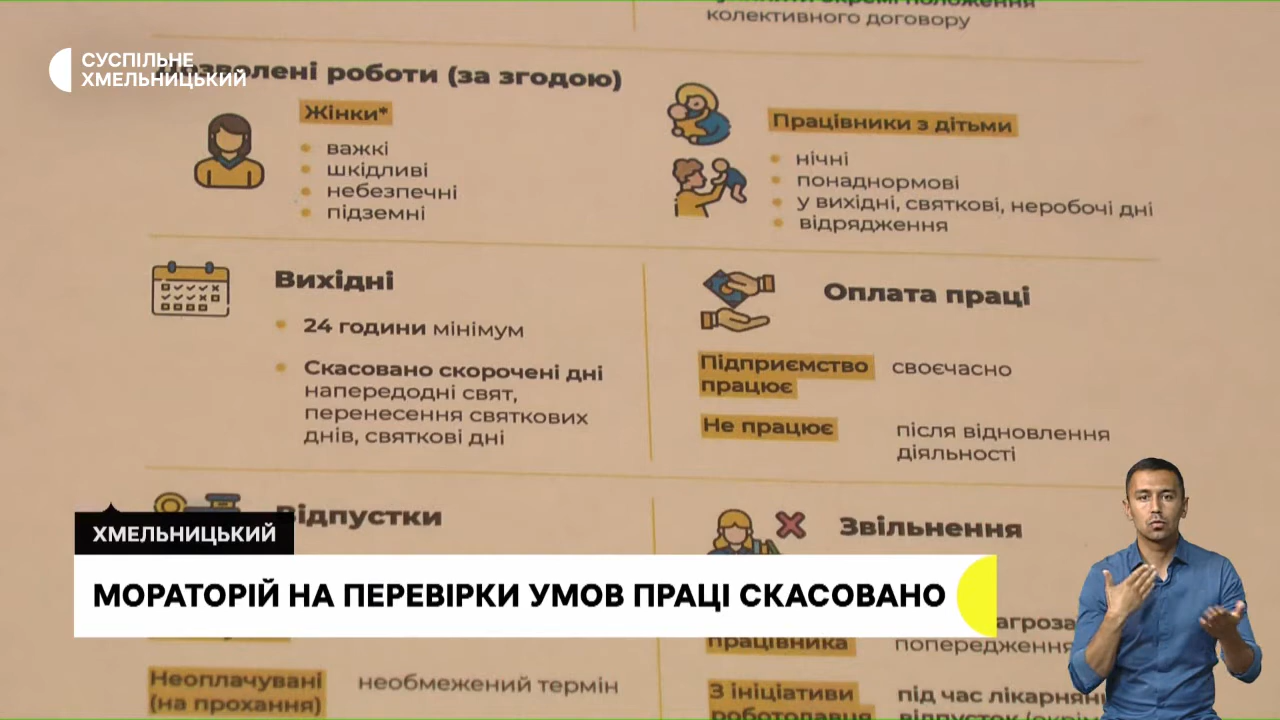 колективного договору
СУСПІЛЬНЕ
ХМЕЛЬНИЦЬКИЙ
роботи (за згодою)
Жінки*
важкі
шкідливі
небезпечні
підземні
Працівники з дітьми
нічні
понаднормові
у вихідні, святкові, неробочі дні
відрядження
Вихідні
24 години мінімум
Скасовано скорочені дні
напередодні свят,
перенесення святкових
днів, святкові дні
Оплата праці
Підприємство працює
своєчасно
Не працює
після відновлення
діяльності
Відпустки
Звільнення
ХМЕЛЬНИЦЬКИЙ
МОРАТОРІЙ НА ПЕРЕВІРКИ УМОВ ПРАЦІ СКАСОВАНО
Неоплачувані
(на прохання)
необмежений термін
працівника
попередження
З ініціативи
роботодавця
під час